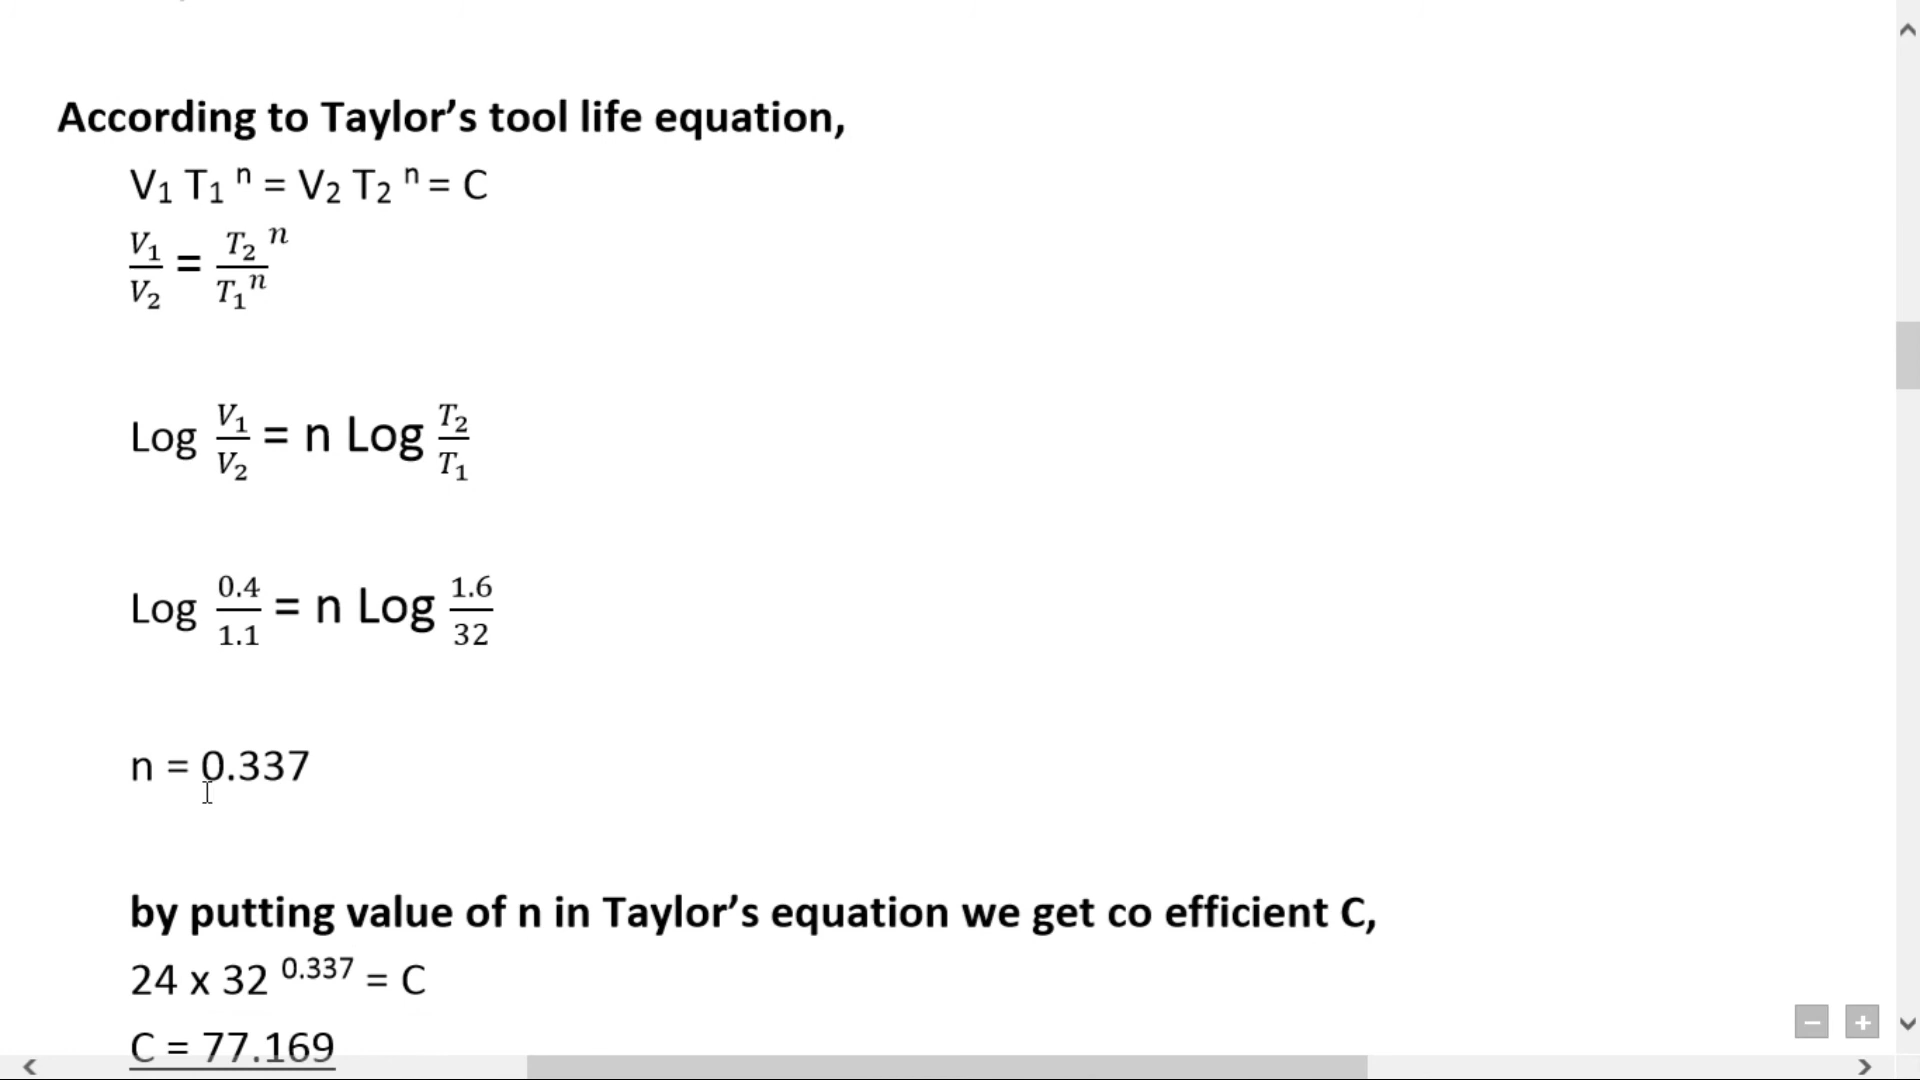 According to Taylor’s tool life equation,
V₁ T₁ ⁿ = V₂ T₂ ⁿ = C
V₁/V₂ = T₂ ⁿ/T₁ⁿ
Log V₁/V₂ = n Log T₂/T₁
Log 0.4/1.1 = n Log 1.6/32
n = 0.337
by putting value of n in Taylor’s equation we get co efficient C,
24 x 32 ^0.337 = C
C = 77.169